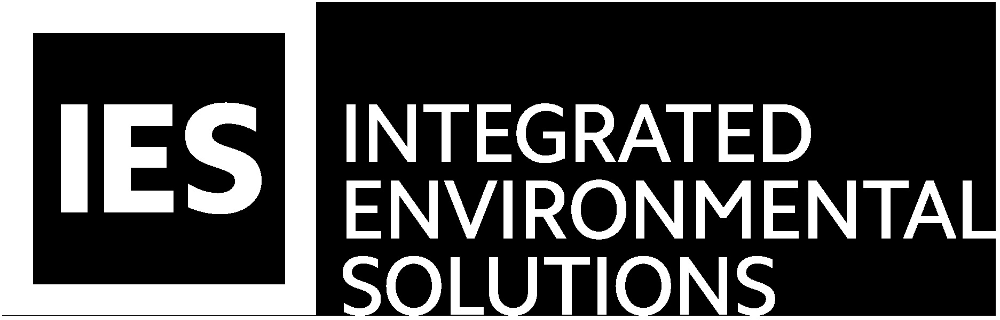 IES
INTEGRATED
ENVIRONMENTAL
SOLUTIONS